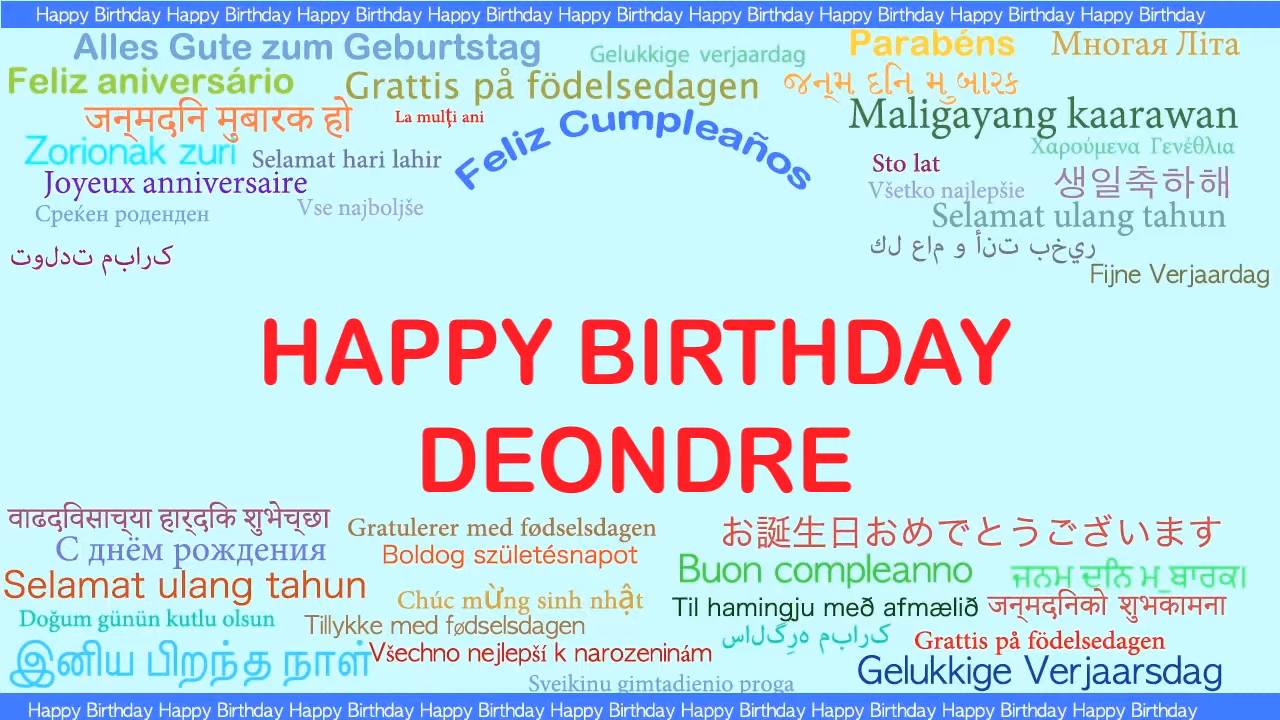 Happy Birthday Happy Birthday Happy Birthday Happy Birthday Happy Birthday Happy Birthday Happy Birthday Happy Birthday Happy Birthday
Alles Gute zum Geburtstag
Gelukkige verjaardag
Parabéns
Многая Літа
Feliz aniversário
Grattis på födelsedagen
જન્મ દનિ મુબારક
जन्मदनि मुबारक हो
La mulţi ani
Feliz Cumpleaños
Maligayang kaarawan
Zorionak zuri
Selamat hari lahir
Χαρούμενα Γενέθλια
Joyeux anniversaire
Sto lat
Všetko najlepšie
생일축하해
Среќен роденден
Vse najboljše
Selamat ulang tahun
تولدت مبارک
كل عام و أنت بخير
Fijne Verjaardag
HAPPY BIRTHDAY
DEONDRE
वाढदविसाच्या हार्दकि शुभेच्छा
Gratulerer med fødselsdagen
お誕生日おめでとうございます
С днём рождения
Boldog születésnapot
Selamat ulang tahun
Buon compleanno
ਜਨਮ ਦਨਿ ਮੁਬਾਰਕ।
Chúc mừng sinh nhật
Til hamingju með afmælið
जन्मदनिको शुभकामना
Doğum günün kutlu olsun
Tillykke med fødselsdagen
سالگرہ مبارک
Grattis på födelsedagen
இனிய பிறந்த நாள்
Všechno nejlepší k narozeninám
Gelukkige Verjaarsdag
Sveikinu gimtadienio proga
Happy Birthday Happy Birthday Happy Birthday Happy Birthday Happy Birthday Happy Birthday Happy Birthday Happy Birthday Happy Birthday